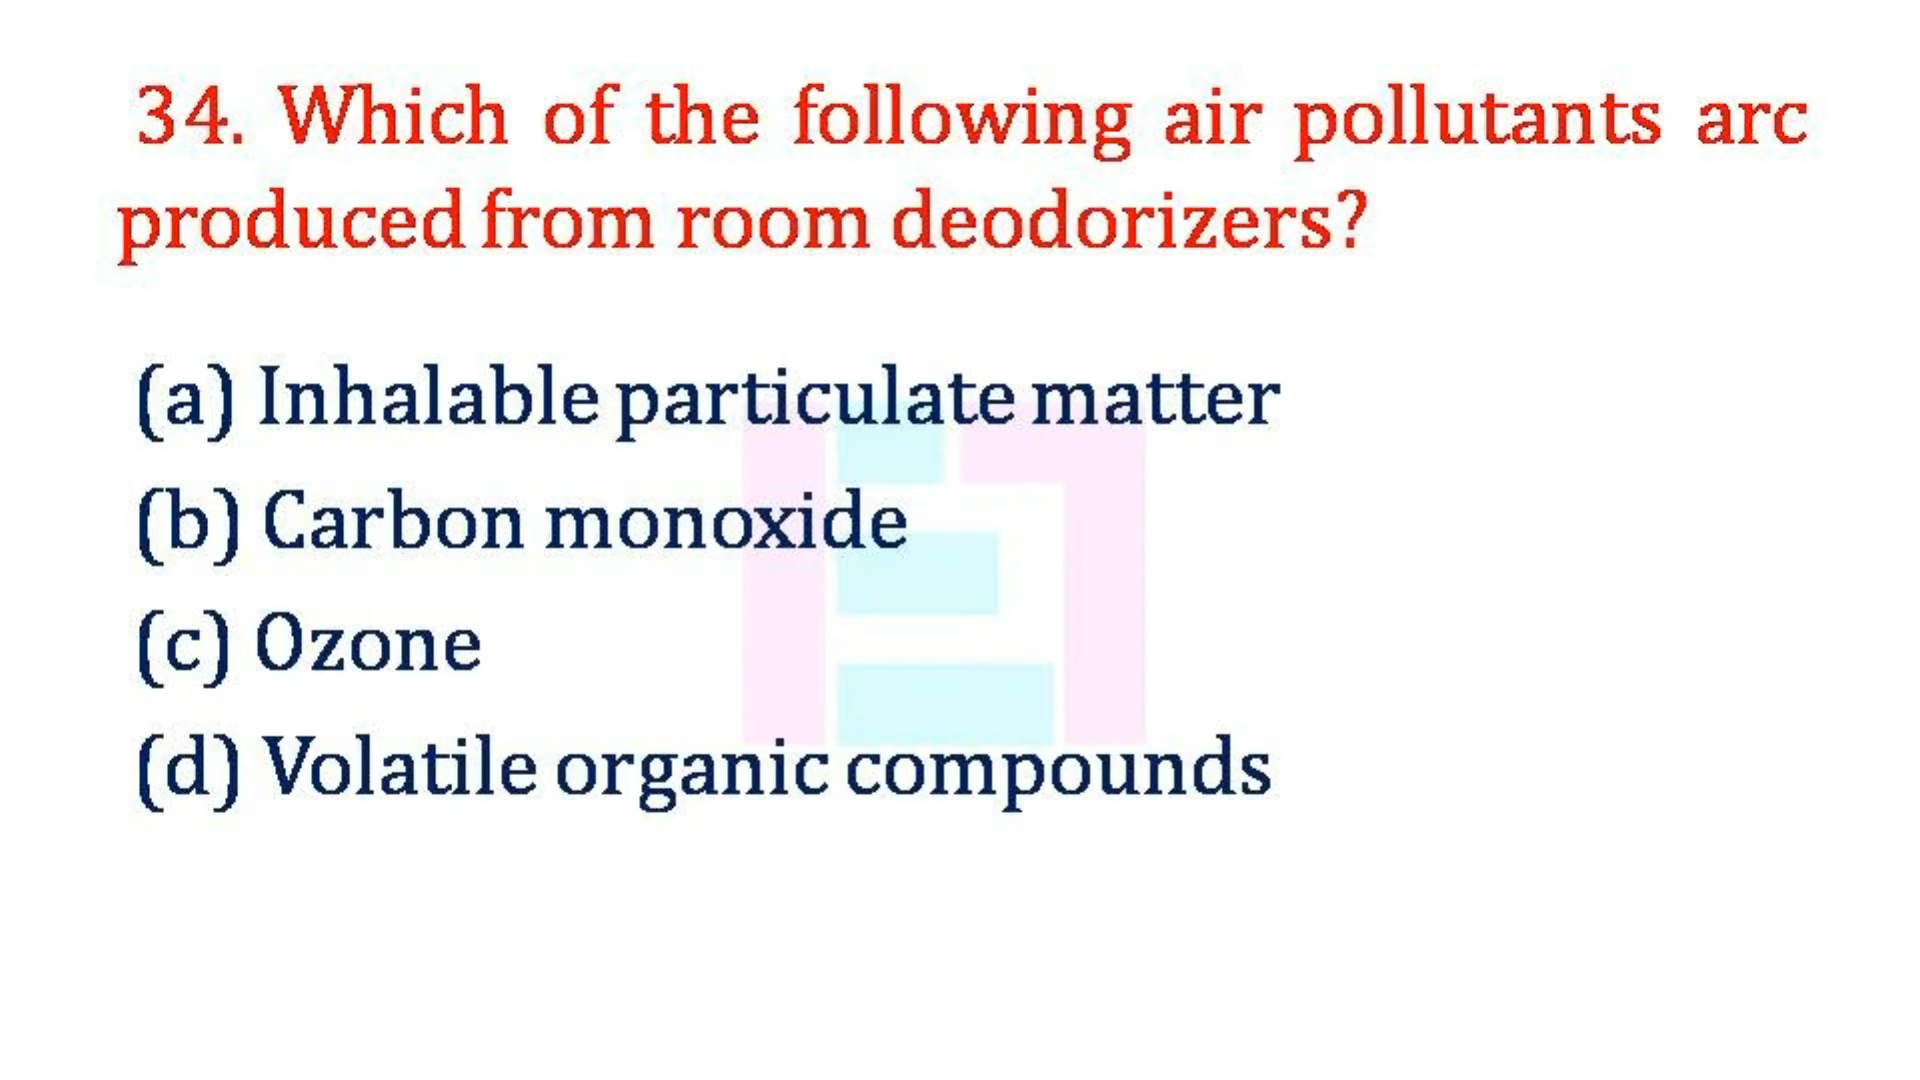 34. Which of the following air pollutants arc
produced from room deodorizers?
(a) Inhalable particulate matter
(b) Carbon monoxide
(c) Ozone
(d) Volatile organic compounds